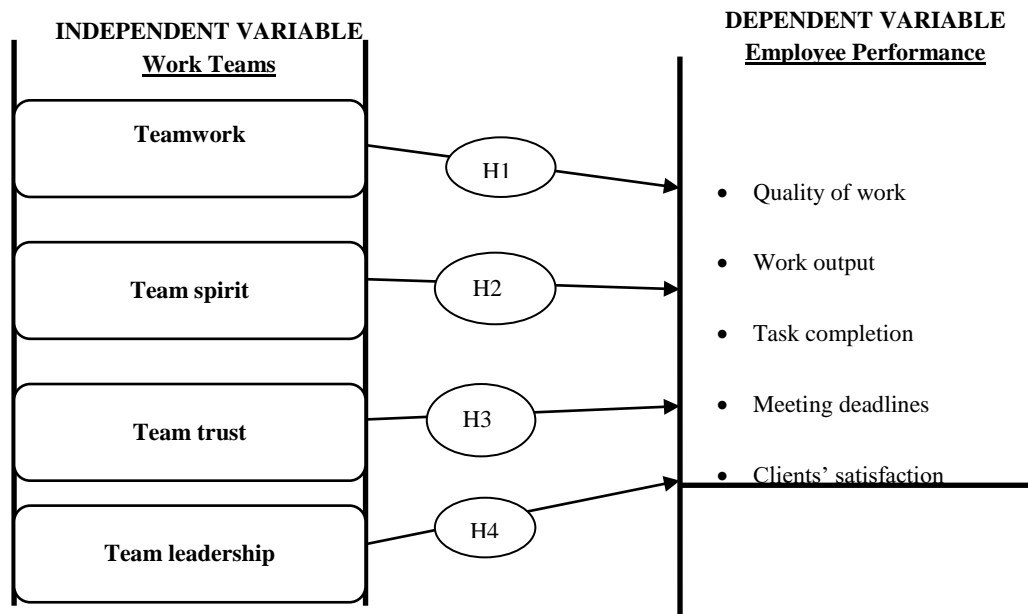 INDEPENDENT VARIABLE
Work Teams
Teamwork
Team spirit
Team trust
Team leadership
H1
H2
H3
H4
DEPENDENT VARIABLE
Employee Performance
• Quality of work
• Work output
• Task completion
• Meeting deadlines
• Clients’ satisfaction